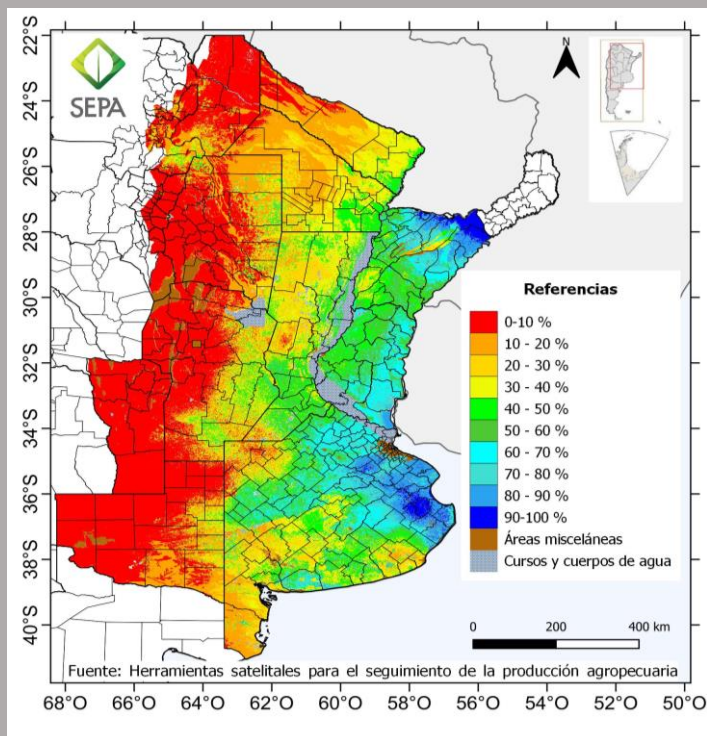 22°S
24°S
26°S
28°S
30°S
32°S
34°S
36°S
38°S
40°S
SEPA
N
Referencias
0-10 %
10 - 20 %
20 - 30 %
30 - 40 %
40 - 50 %
50 - 60 %
60 - 70 %
70 - 80 %
80 - 90 %
90-100 %
Áreas misceláneas
Cursos y cuerpos de agua
0 200 400 km
Fuente: Herramientas satelitales para el seguimiento de la producción agropecuaria
68°O 66°O 64°O 62°O 60°O 58°O 56°O 54°O 52°O 50°O